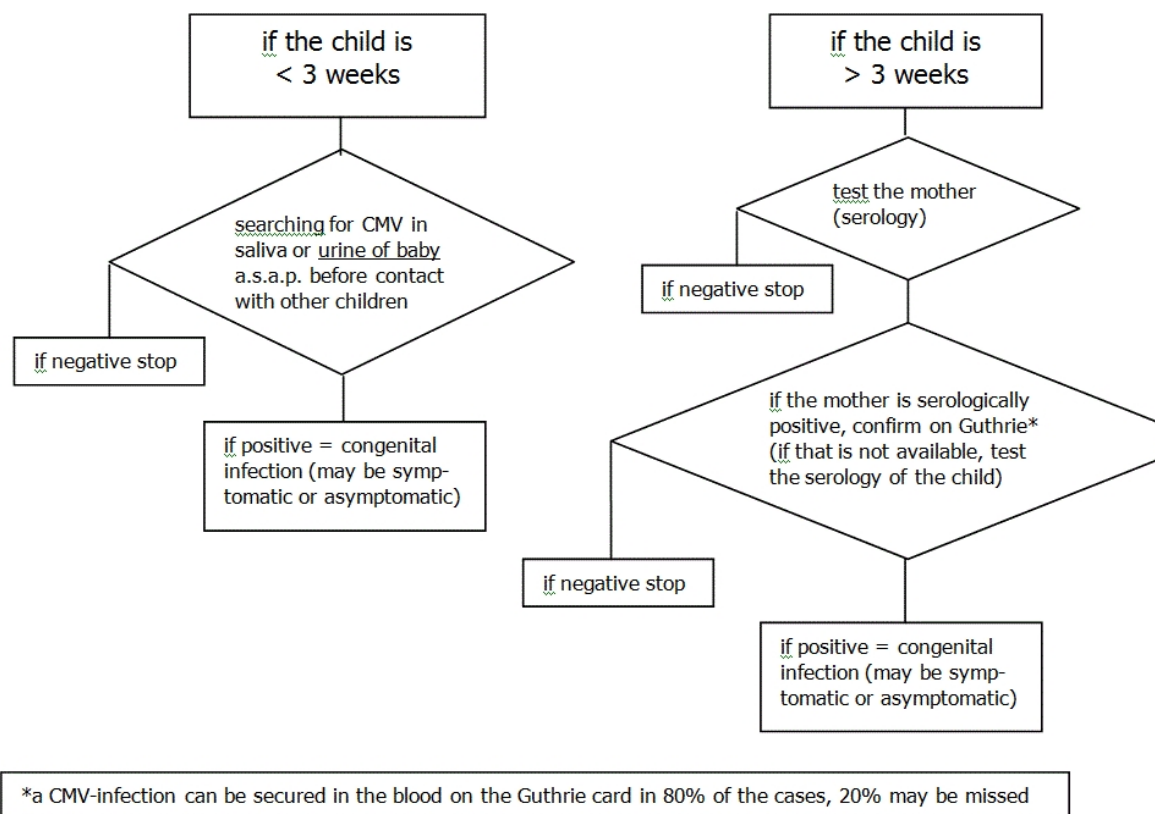 if the child is
< 3 weeks
searching for CMV in
saliva or urine of baby
a.s.a.p. before contact
with other children
if negative stop
if positive = congenital
infection (may be symp-
tomatic or asymptomatic)
if the child is
> 3 weeks
test the mother
(serology)
if negative stop
if the mother is serologically
positive, confirm on Guthrie*
(if that is not available, test
the serology of the child)
if negative stop
if positive = congenital
infection (may be symp-
tomatic or asymptomatic)
*a CMV-infection can be secured in the blood on the Guthrie card in 80% of the cases, 20% may be missed